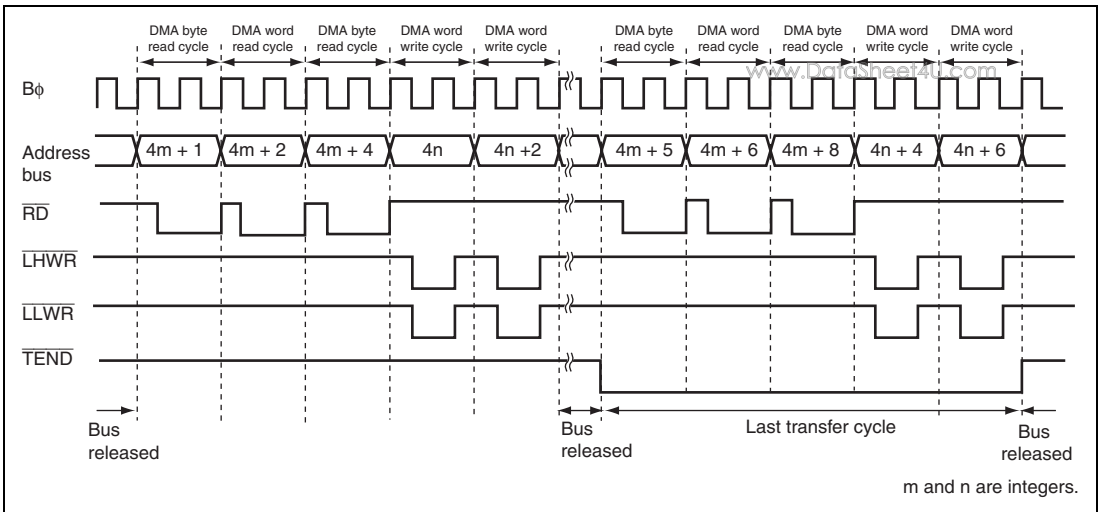 DMA byte read cycle DMA word read cycle DMA byte read cycle DMA word write cycle DMA word write cycle DMA byte read cycle DMA word read cycle DMA byte read cycle DMA word write cycle DMA word write cycle
www.DataSheet4U.com
Bϕ
Address bus 4m + 1 4m + 2 4m + 4 4n 4n +2 4m + 5 4m + 6 4m + 8 4n + 4 4n + 6
RD
LHWR
LLWR
TEND
Bus released Bus released Last transfer cycle Bus released
m and n are integers.